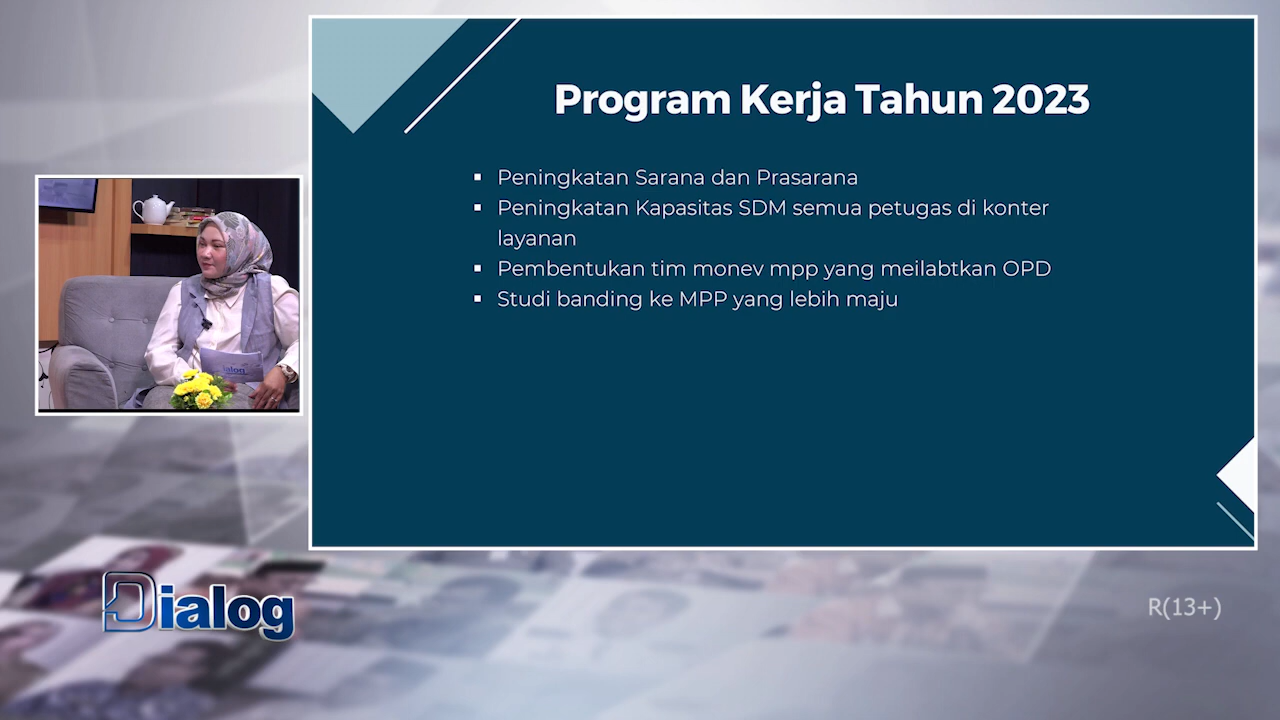 Program Kerja Tahun 2023
▪ Peningkatan Sarana dan Prasarana
▪ Peningkatan Kapasitas SDM semua petugas di konter
layanan
▪ Pembentukan tim monev mpp yang meilabtkan OPD
▪ Studi banding ke MPP yang lebih maju
Dialog
Dialog
R(13+)